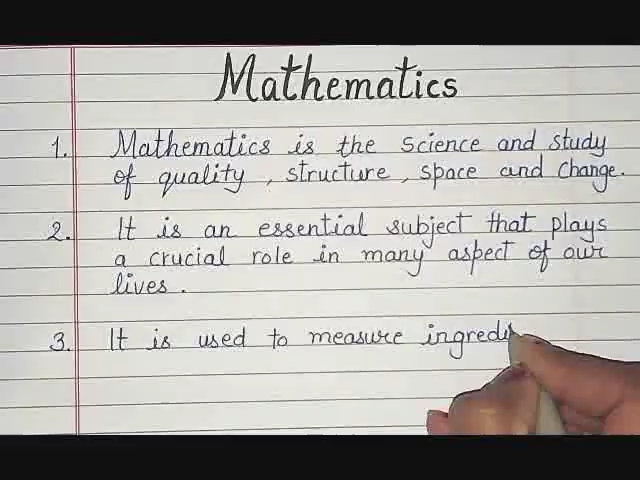 Mathematics
1. Mathematics is the science and study
of quality, structure, space and change.
2. It is an essential subject that plays
a crucial role in many aspect of our
lives.
3. It is used to measure